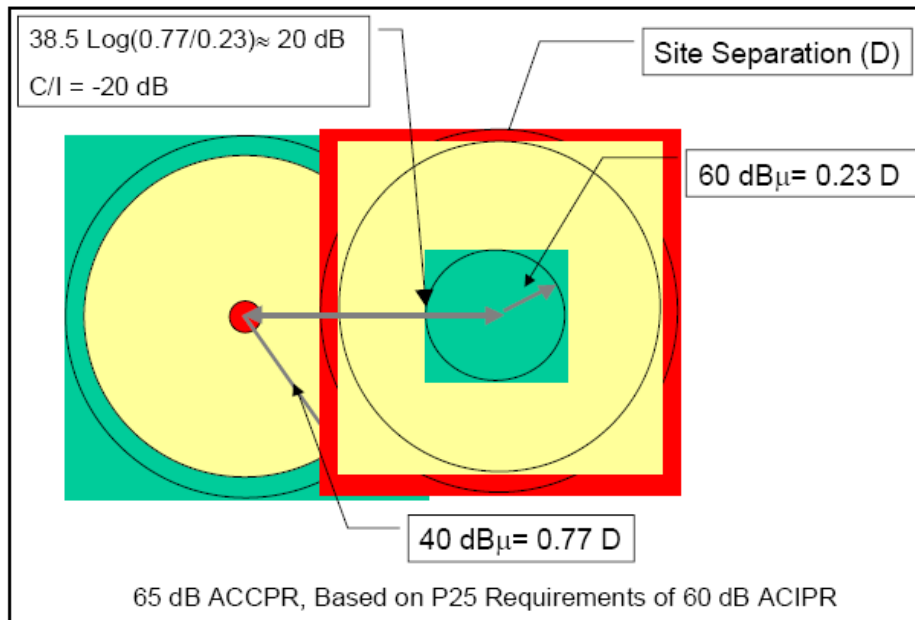 38.5 Log(0.77/0.23)≈ 20 dB
C/I = -20 dB
Site Separation (D)
60 dBμ= 0.23 D
40 dBμ= 0.77 D
65 dB ACCPR, Based on P25 Requirements of 60 dB ACIPR